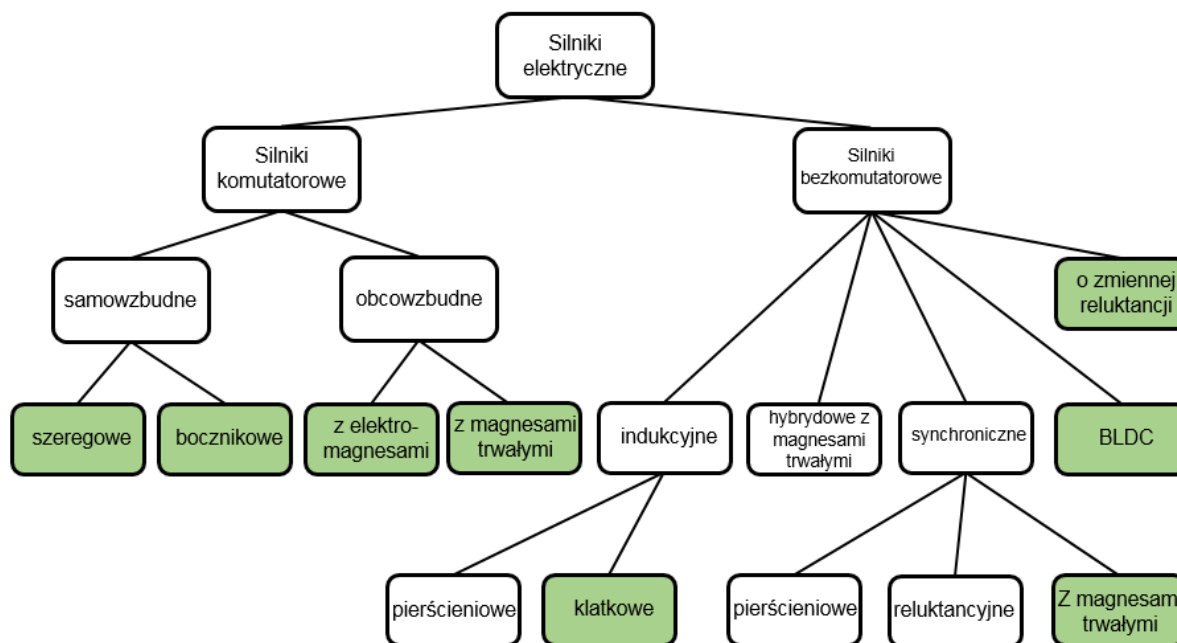 Silniki
elektryczne
Silniki
komutatorowe
Silniki
bezkomutatorowe
samowzbudne
obcowzbudne
o zmiennej
reluktancji
szeregowe
bocznikowe
z elektro-
magnesami
z magnesami
trwałymi
indukcyjne
hybrydowe z
magnesami
trwałymi
synchroniczne
BLDC
pierścieniowe
klatkowe
pierścieniowe
reluktancyjne
Z magnesami
trwałymi